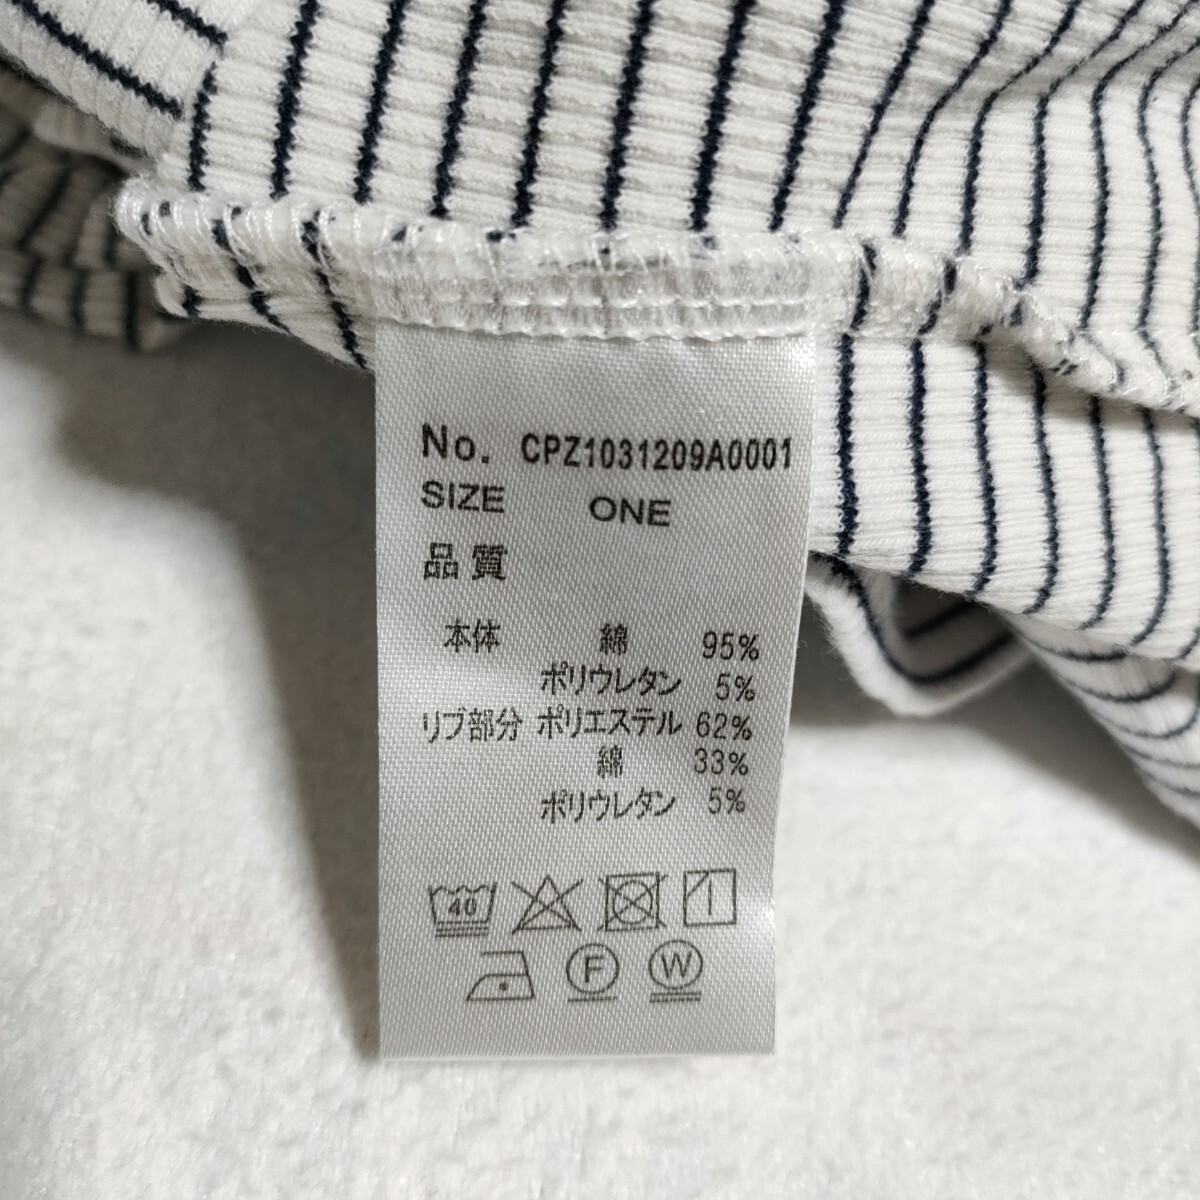 No. CPZ1031209A0001
SIZE ONE
品質
本体 綿 95%
ポリウレタン 5%
リブ部分 ポリエステル 62%
綿 33%
ポリウレタン 5%
40
F W